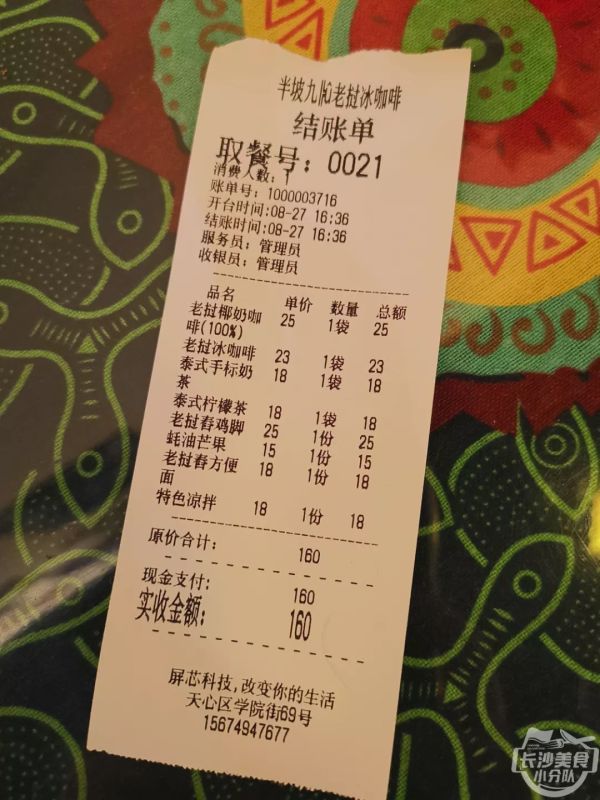 半坡九阝老挝冰咖啡
结账单
取餐号: 0021
消费人数: 1
账单号: 1000003716
开台时间:08-27 16:36
结账时间:08-27 16:36
服务员: 管理员
收银员: 管理员
品名 单价 数量 总额
老挝椰奶咖 25 1袋 25
啡(100%)
老挝冰咖啡 23 1袋 23
泰式手标奶 18 1袋 18
茶
泰式柠檬茶 18 1袋 18
老挝舂鸡脚 25 1份 25
蚝油芒果 15 1份 15
老挝舂方便 18 1份 18
面
特色凉拌 18 1份 18
原价合计: 160
现金支付: 160
实收金额: 160
屏芯科技,改变你的生活
天心区学院街69号
15674947677
长沙美食
小分队